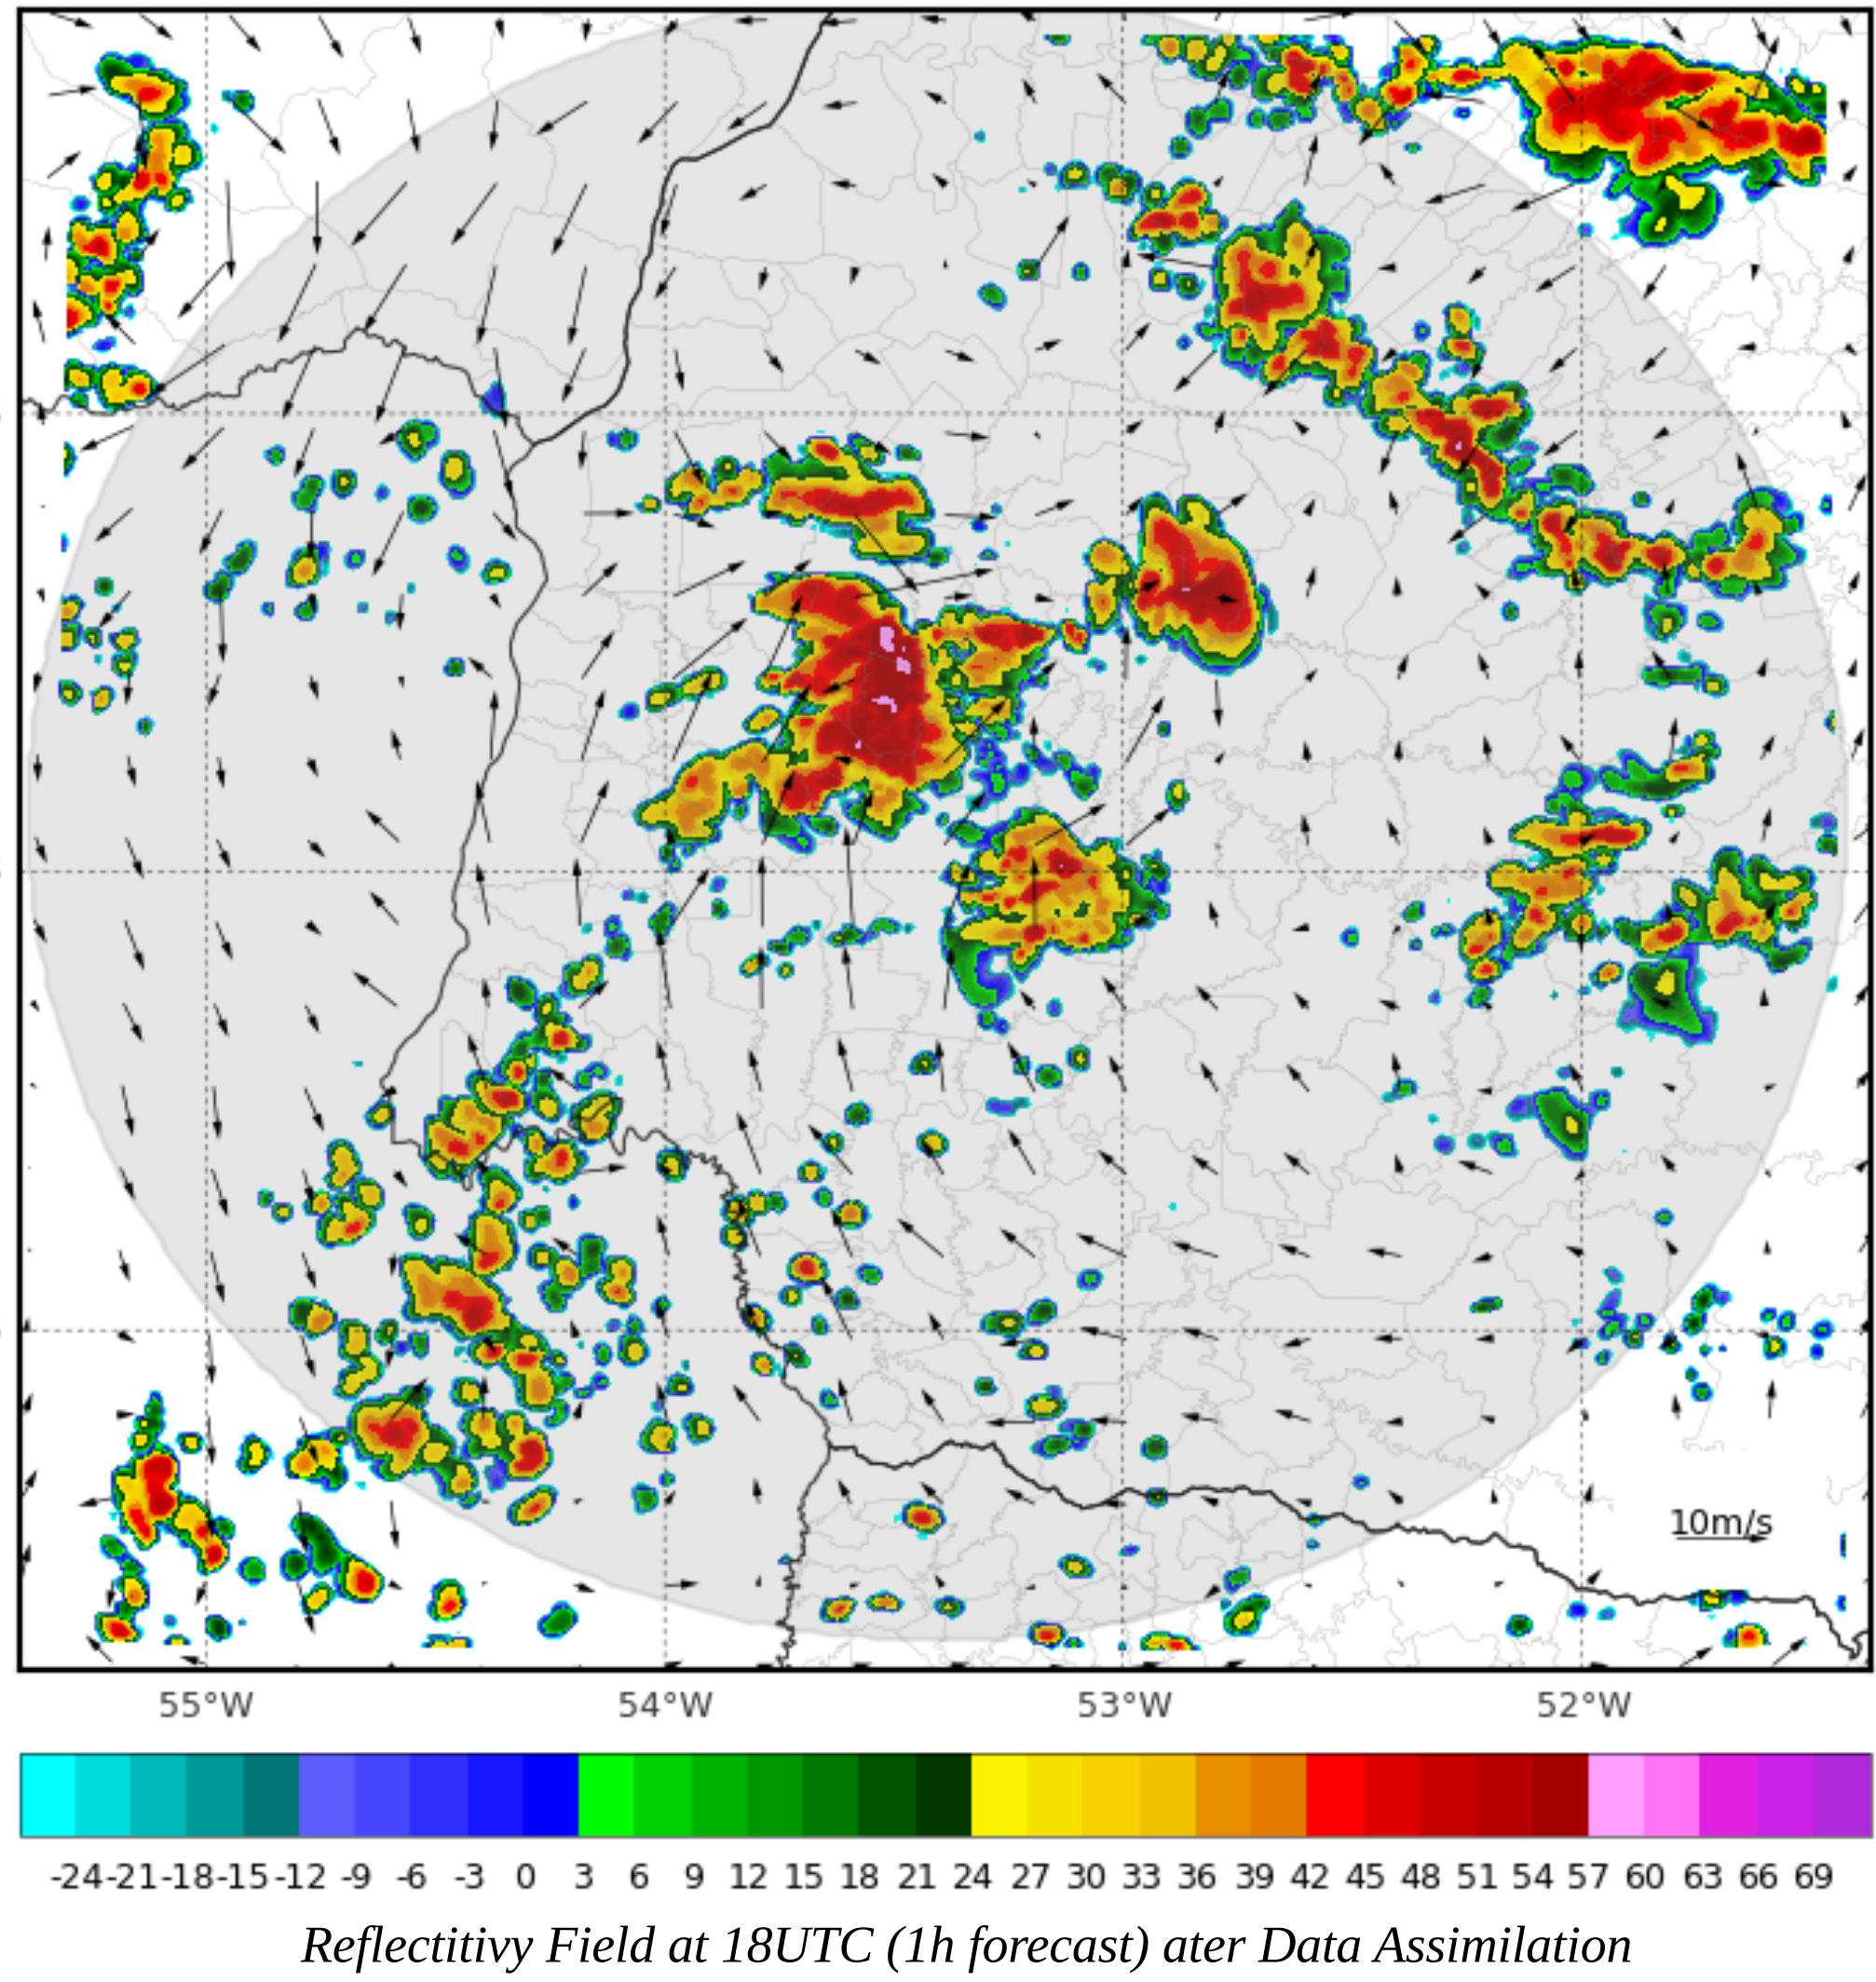 10m/s
55°W 54°W 53°W 52°W
-24 -21 -18 -15 -12 -9 -6 -3 0 3 6 9 12 15 18 21 24 27 30 33 36 39 42 45 48 51 54 57 60 63 66 69
Reflectitivy Field at 18UTC (1h forecast) ater Data Assimilation